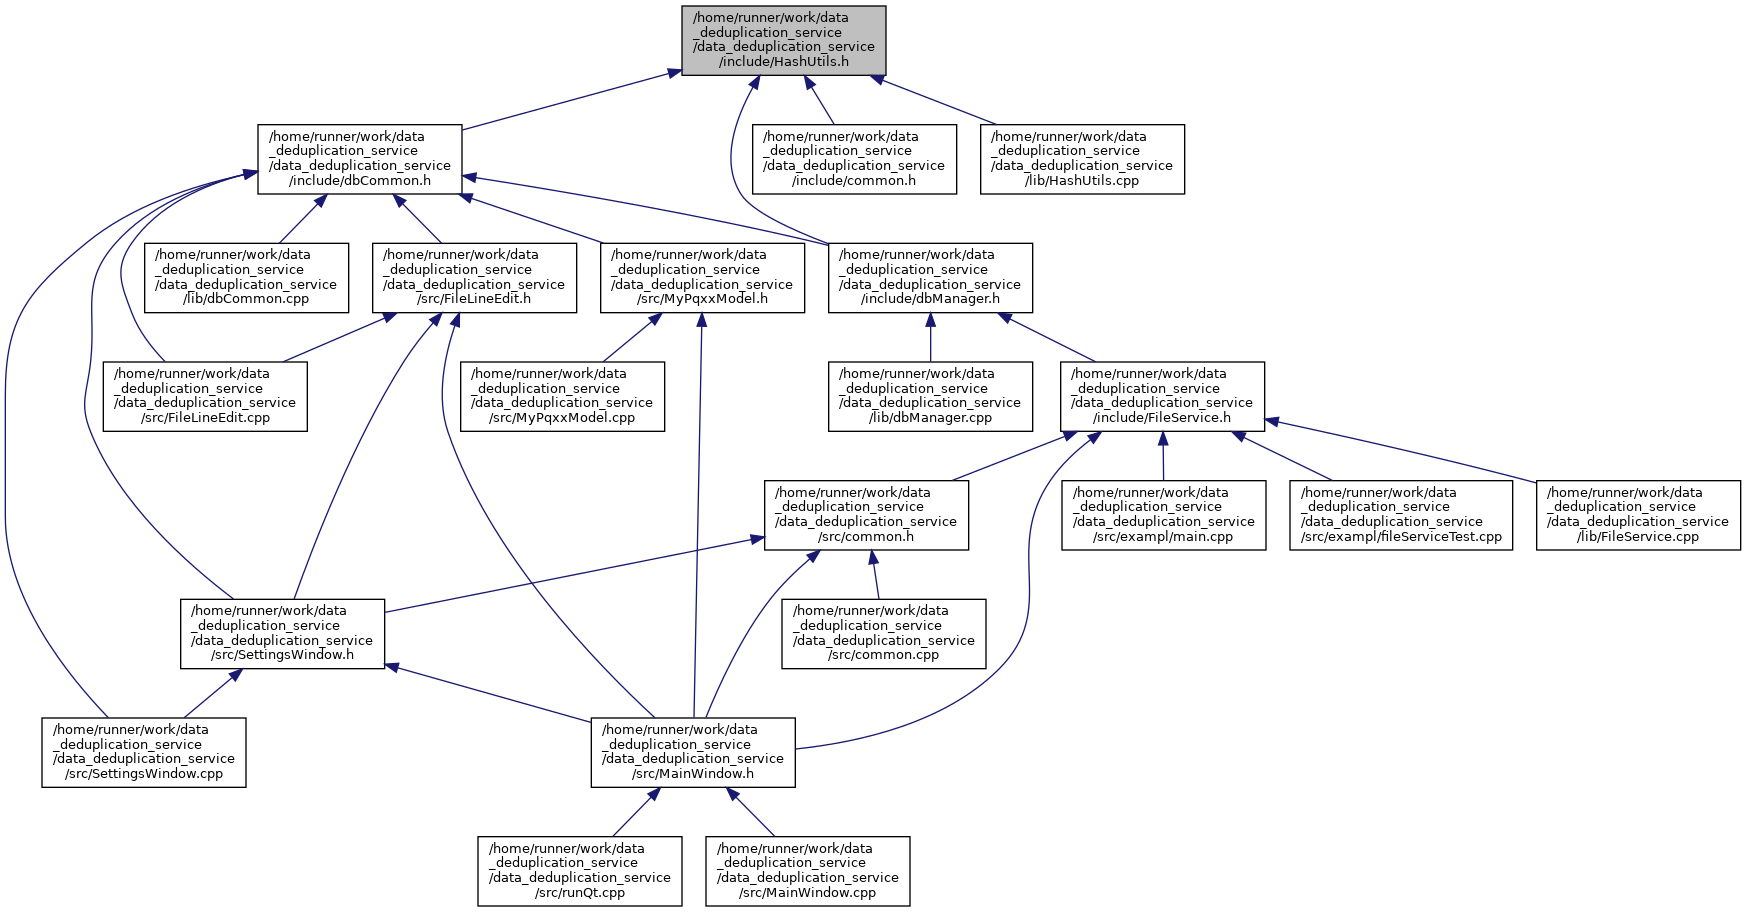 /home/runner/work/data
_deduplication_service
/data_deduplication_service
/include/HashUtils.h
/home/runner/work/data
_deduplication_service
/data_deduplication_service
/include/dbCommon.h
/home/runner/work/data
_deduplication_service
/data_deduplication_service
/include/common.h
/home/runner/work/data
_deduplication_service
/data_deduplication_service
/lib/HashUtils.cpp
/home/runner/work/data
_deduplication_service
/data_deduplication_service
/lib/dbCommon.cpp
/home/runner/work/data
_deduplication_service
/data_deduplication_service
/src/FileLineEdit.h
/home/runner/work/data
_deduplication_service
/data_deduplication_service
/src/MyPqxxModel.h
/home/runner/work/data
_deduplication_service
/data_deduplication_service
/include/dbManager.h
/home/runner/work/data
_deduplication_service
/data_deduplication_service
/src/FileLineEdit.cpp
/home/runner/work/data
_deduplication_service
/data_deduplication_service
/src/MyPqxxModel.cpp
/home/runner/work/data
_deduplication_service
/data_deduplication_service
/lib/dbManager.cpp
/home/runner/work/data
_deduplication_service
/data_deduplication_service
/include/FileService.h
/home/runner/work/data
_deduplication_service
/data_deduplication_service
/src/common.h
/home/runner/work/data
_deduplication_service
/data_deduplication_service
/src/exampl/main.cpp
/home/runner/work/data
_deduplication_service
/data_deduplication_service
/src/exampl/fileServiceTest.cpp
/home/runner/work/data
_deduplication_service
/data_deduplication_service
/lib/FileService.cpp
/home/runner/work/data
_deduplication_service
/data_deduplication_service
/src/SettingsWindow.h
/home/runner/work/data
_deduplication_service
/data_deduplication_service
/src/common.cpp
/home/runner/work/data
_deduplication_service
/data_deduplication_service
/src/SettingsWindow.cpp
/home/runner/work/data
_deduplication_service
/data_deduplication_service
/src/MainWindow.h
/home/runner/work/data
_deduplication_service
/data_deduplication_service
/src/runQt.cpp
/home/runner/work/data
_deduplication_service
/data_deduplication_service
/src/MainWindow.cpp